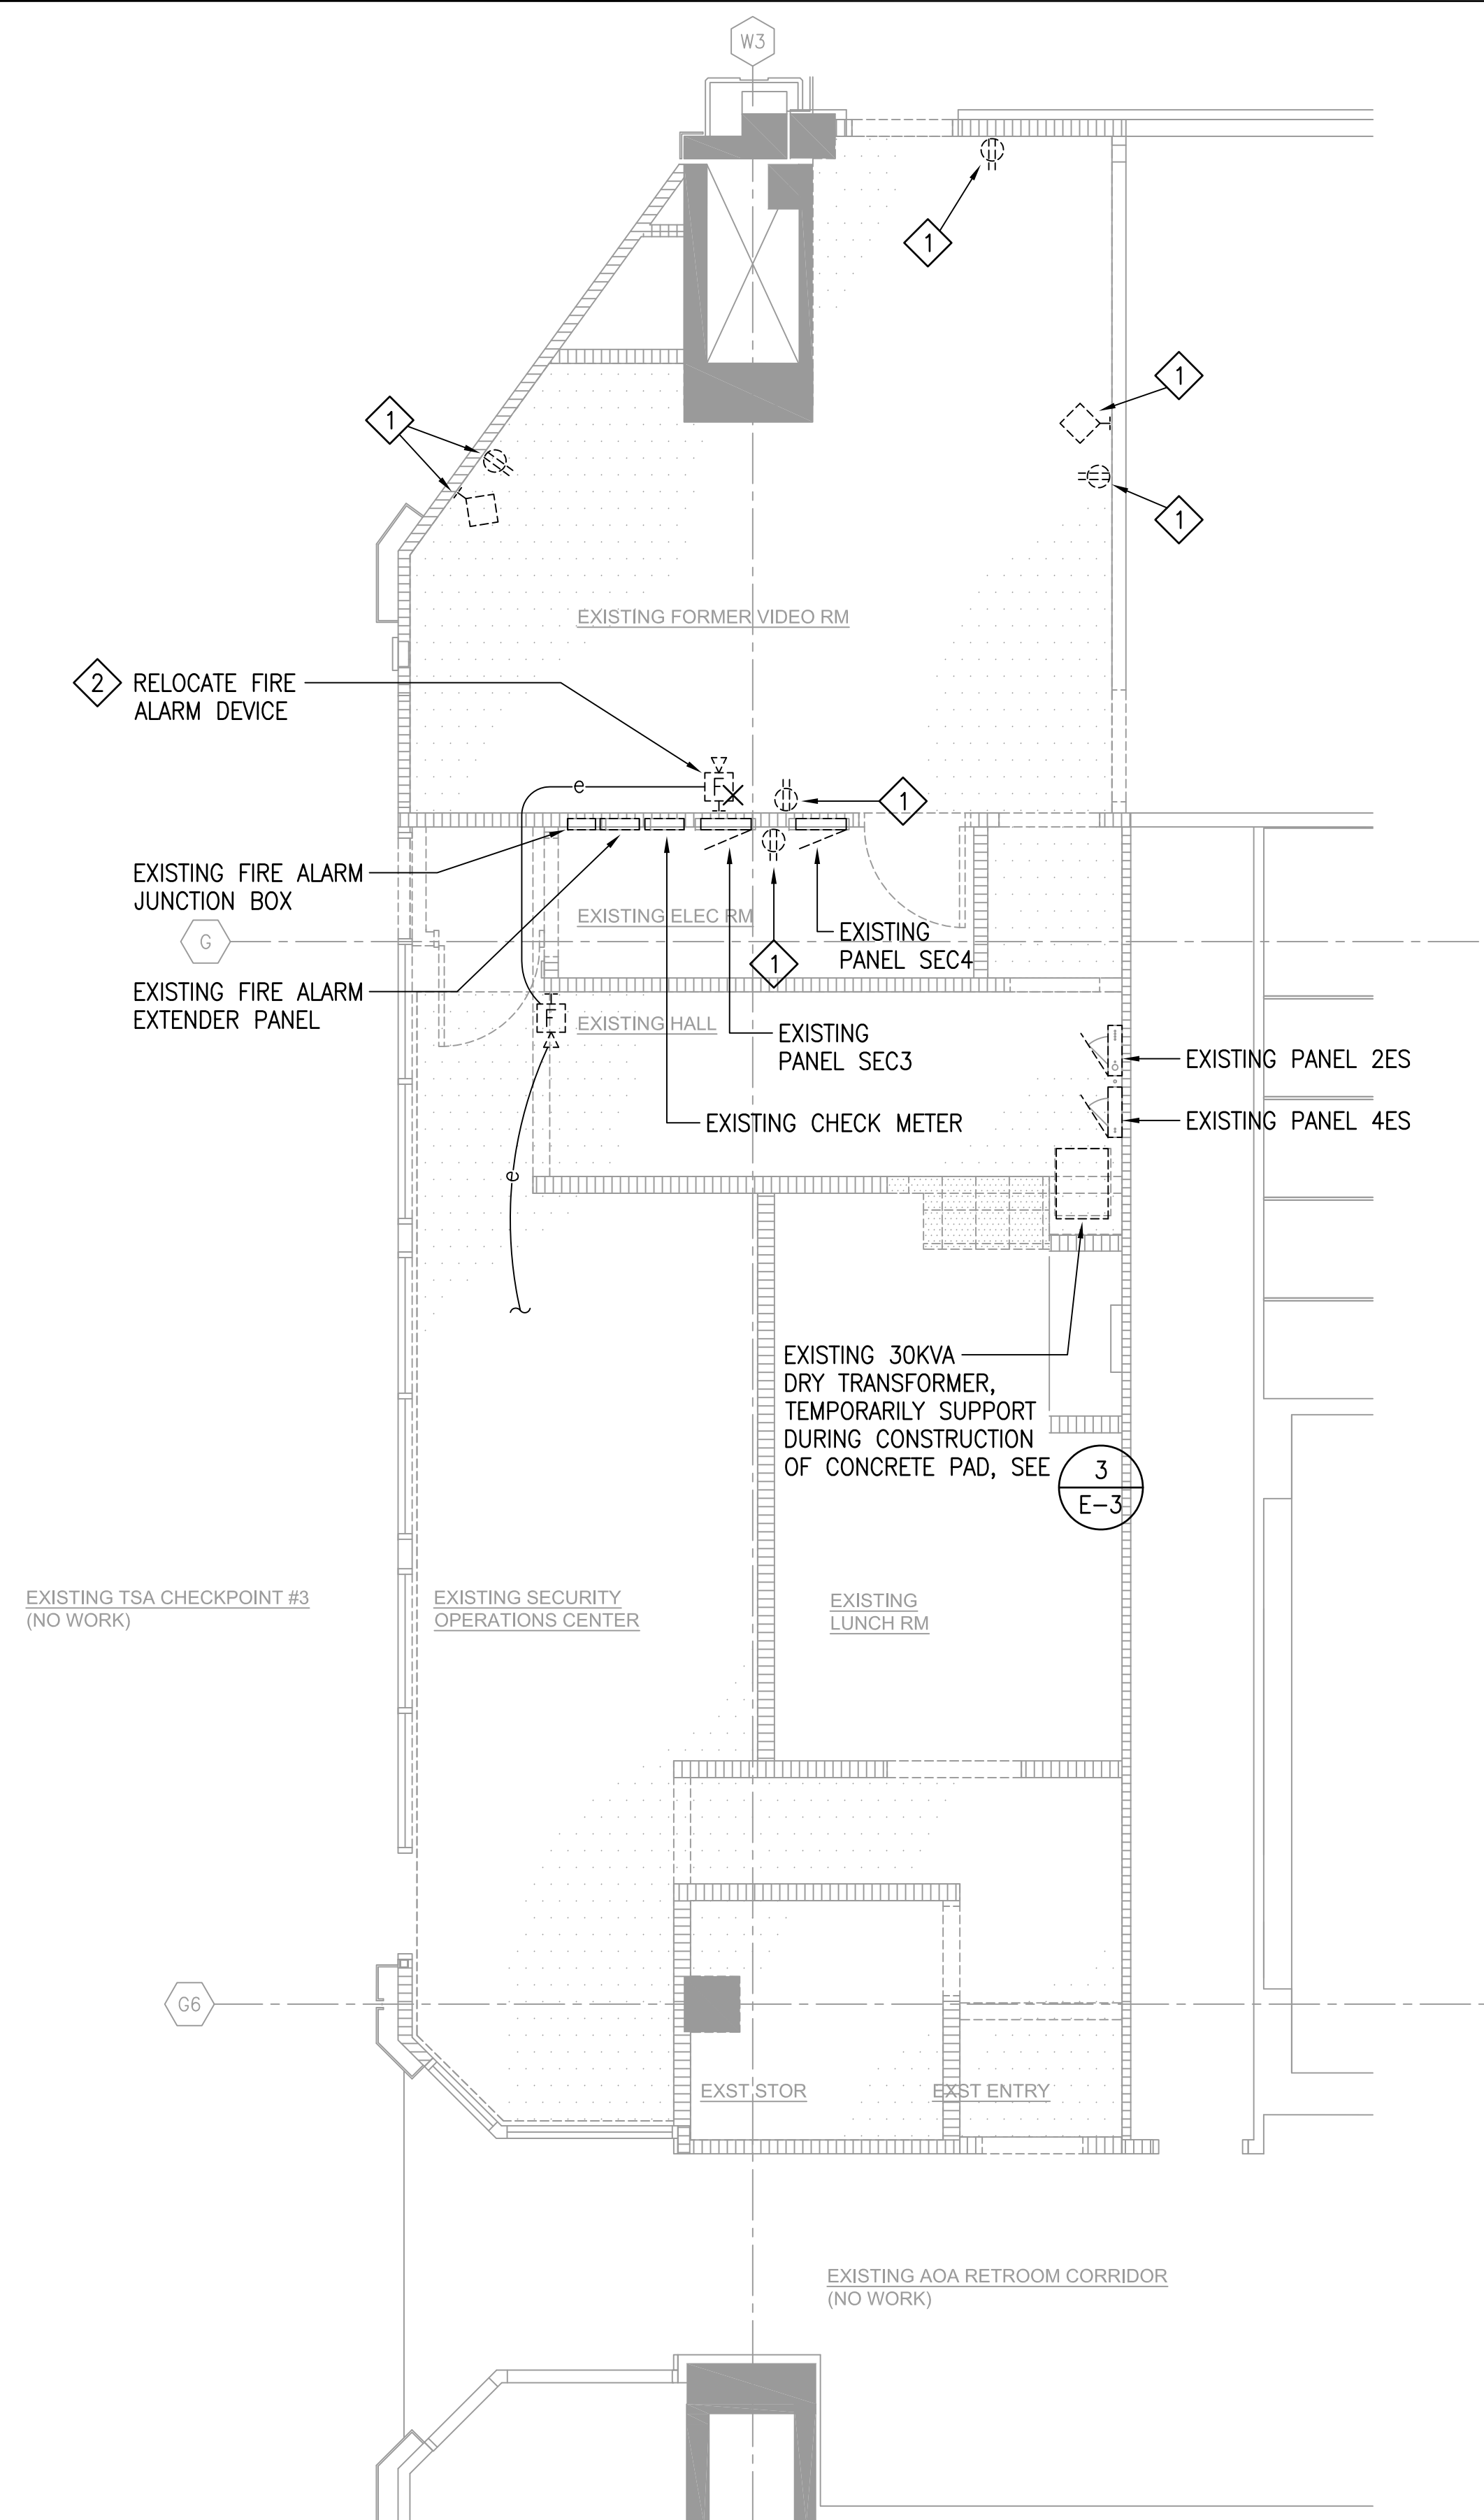 W3
1
1
1
1
EXISTING FORMER VIDEO RM
2
RELOCATE FIRE
ALARM DEVICE
F
e
1
EXISTING FIRE ALARM
JUNCTION BOX
EXISTING ELEC RM
EXISTING
PANEL SEC4
G
1
EXISTING FIRE ALARM
EXTENDER PANEL
F
EXISTING HALL
EXISTING
PANEL SEC3
EXISTING PANEL 2ES
EXISTING CHECK METER
EXISTING PANEL 4ES
e
EXISTING 30KVA
DRY TRANSFORMER,
TEMPORARILY SUPPORT
DURING CONSTRUCTION
OF CONCRETE PAD, SEE
3
E-3
EXISTING TSA CHECKPOINT #3
(NO WORK)
EXISTING SECURITY
OPERATIONS CENTER
EXISTING
LUNCH RM
G6
EXST STOR
EXST ENTRY
EXISTING AOA RETROOM CORRIDOR
(NO WORK)